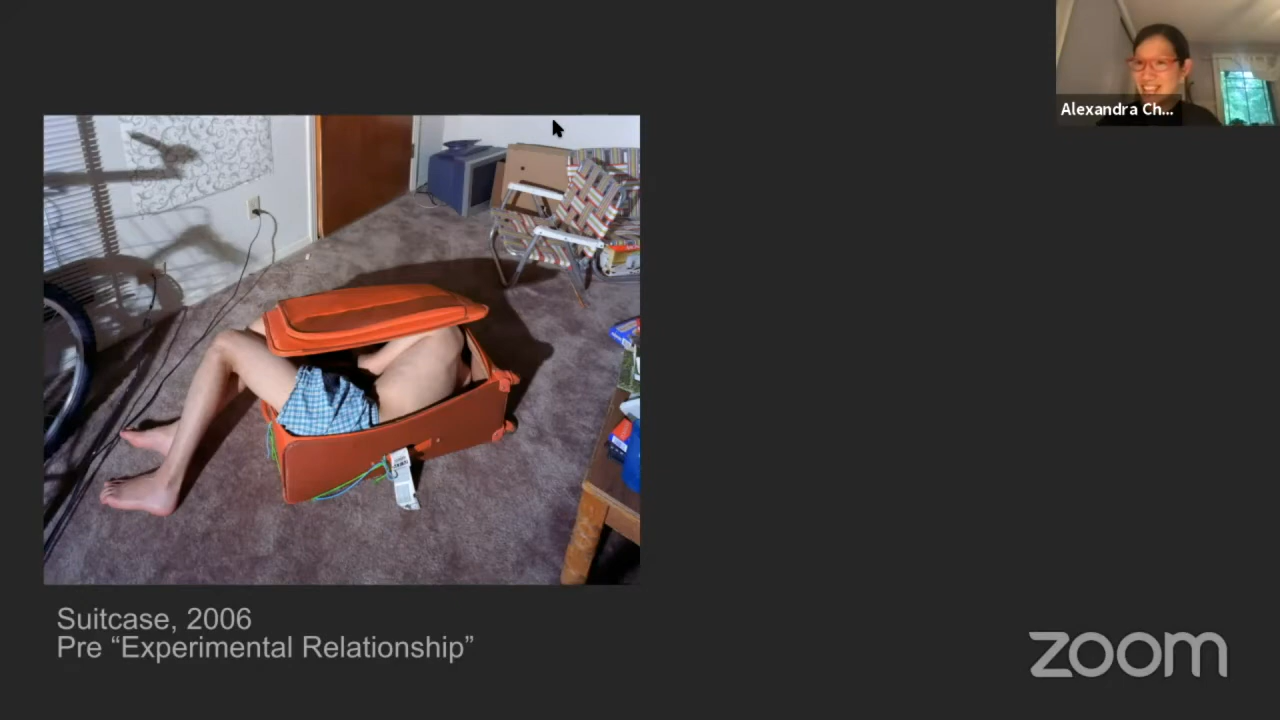 Alexandra Ch...
Suitcase, 2006
Pre “Experimental Relationship”
zoom